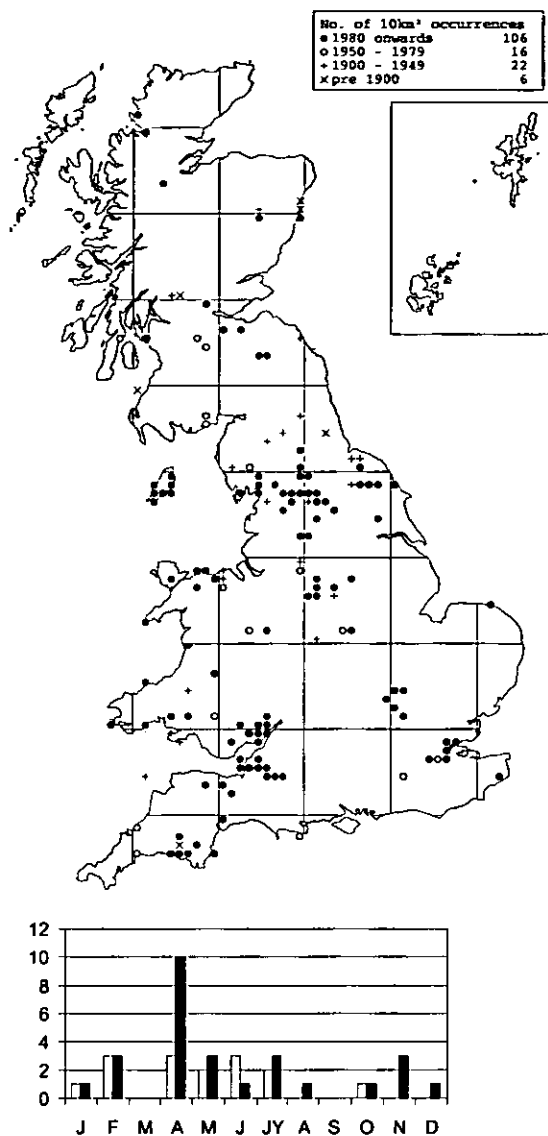 No. of 10km² occurrences
● 1980 onwards 106
○ 1950 - 1979 16
+ 1900 - 1949 22
× pre 1900 6
12
10
8
6
4
2
0
J F M A M J JY A S O N D